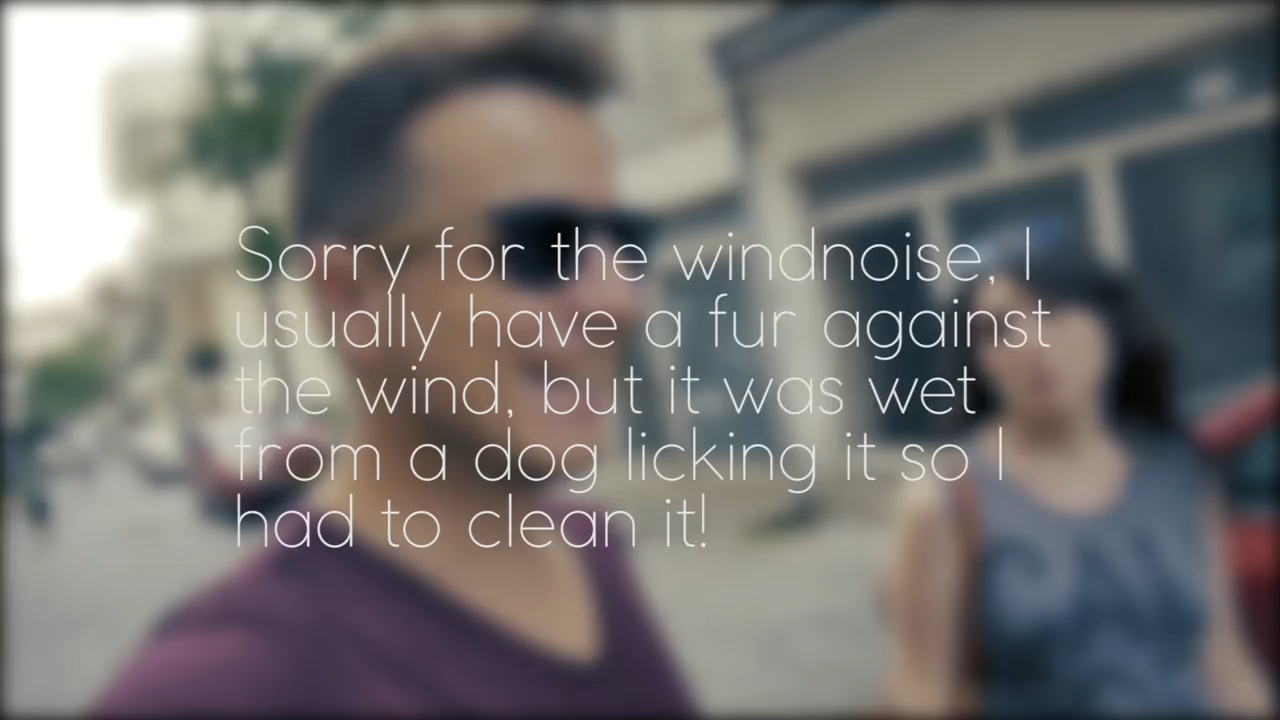 Sorry for the windnoise, I
usually have a fur against
the wind, but it was wet
from a dog licking it so I
had to clean it!